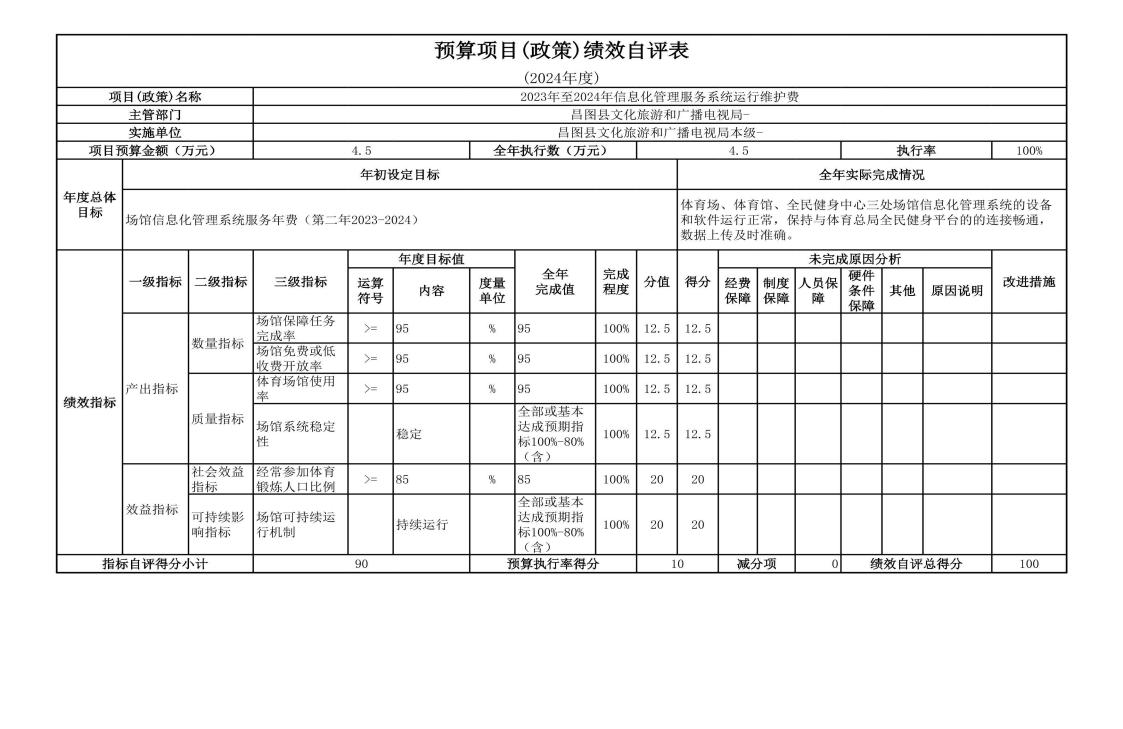 预算项目(政策)绩效自评表
(2024年度)
项目(政策)名称 2023年至2024年信息化管理服务系统运行维护费
主管部门 昌图县文化旅游和广播电视局-
实施单位 昌图县文化旅游和广播电视局本级-
项目预算金额（万元） 4.5 全年执行数（万元） 4.5 执行率 100%
年度总体目标 年初设定目标 全年实际完成情况
场馆信息化管理系统服务年费（第二年2023-2024）
体育场、体育馆、全民健身中心三处场馆信息化管理系统的设备
和软件运行正常，保持与体育总局全民健身平台的的连接畅通，
数据上传及时准确。
绩效指标 一级指标 二级指标 三级指标 年度目标值 全年完成值 完成程度 分值 得分 未完成原因分析 改进措施
运算符号 内容 度量单位 经费保障 制度保障 人员保障 硬件条件保障 其他 原因说明
产出指标 数量指标 场馆保障任务完成率 >= 95 % 95 100% 12.5 12.5
场馆免费或低收费开放率 >= 95 % 95 100% 12.5 12.5
质量指标 体育场馆使用率 >= 95 % 95 100% 12.5 12.5
场馆系统稳定性 稳定 全部或基本达成预期指标100%-80%（含） 100% 12.5 12.5
效益指标 社会效益指标 经常参加体育锻炼人口比例 >= 85 % 85 100% 20 20
可持续影响指标 场馆可持续运行机制 持续运行 全部或基本达成预期指标100%-80%（含） 100% 20 20
指标自评得分小计 90 预算执行率得分 10 减分项 0 绩效自评总得分 100